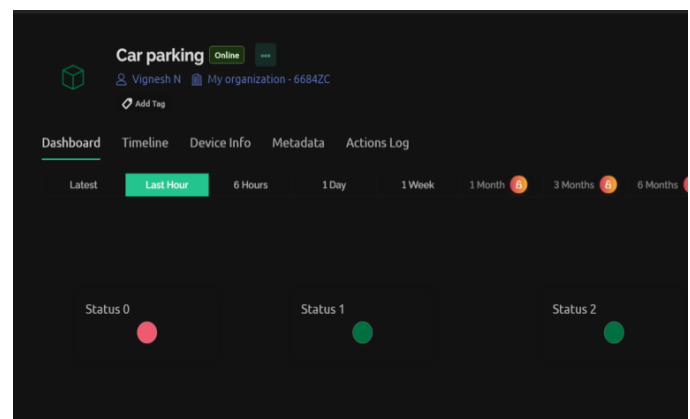 Car parking Online ...
Vignesh N My organization - 6684ZC
Add Tag
Dashboard Timeline Device Info Metadata Actions Log
Latest Last Hour 6 Hours 1 Day 1 Week 1 Month 3 Months 6 Months
Status 0 Status 1 Status 2